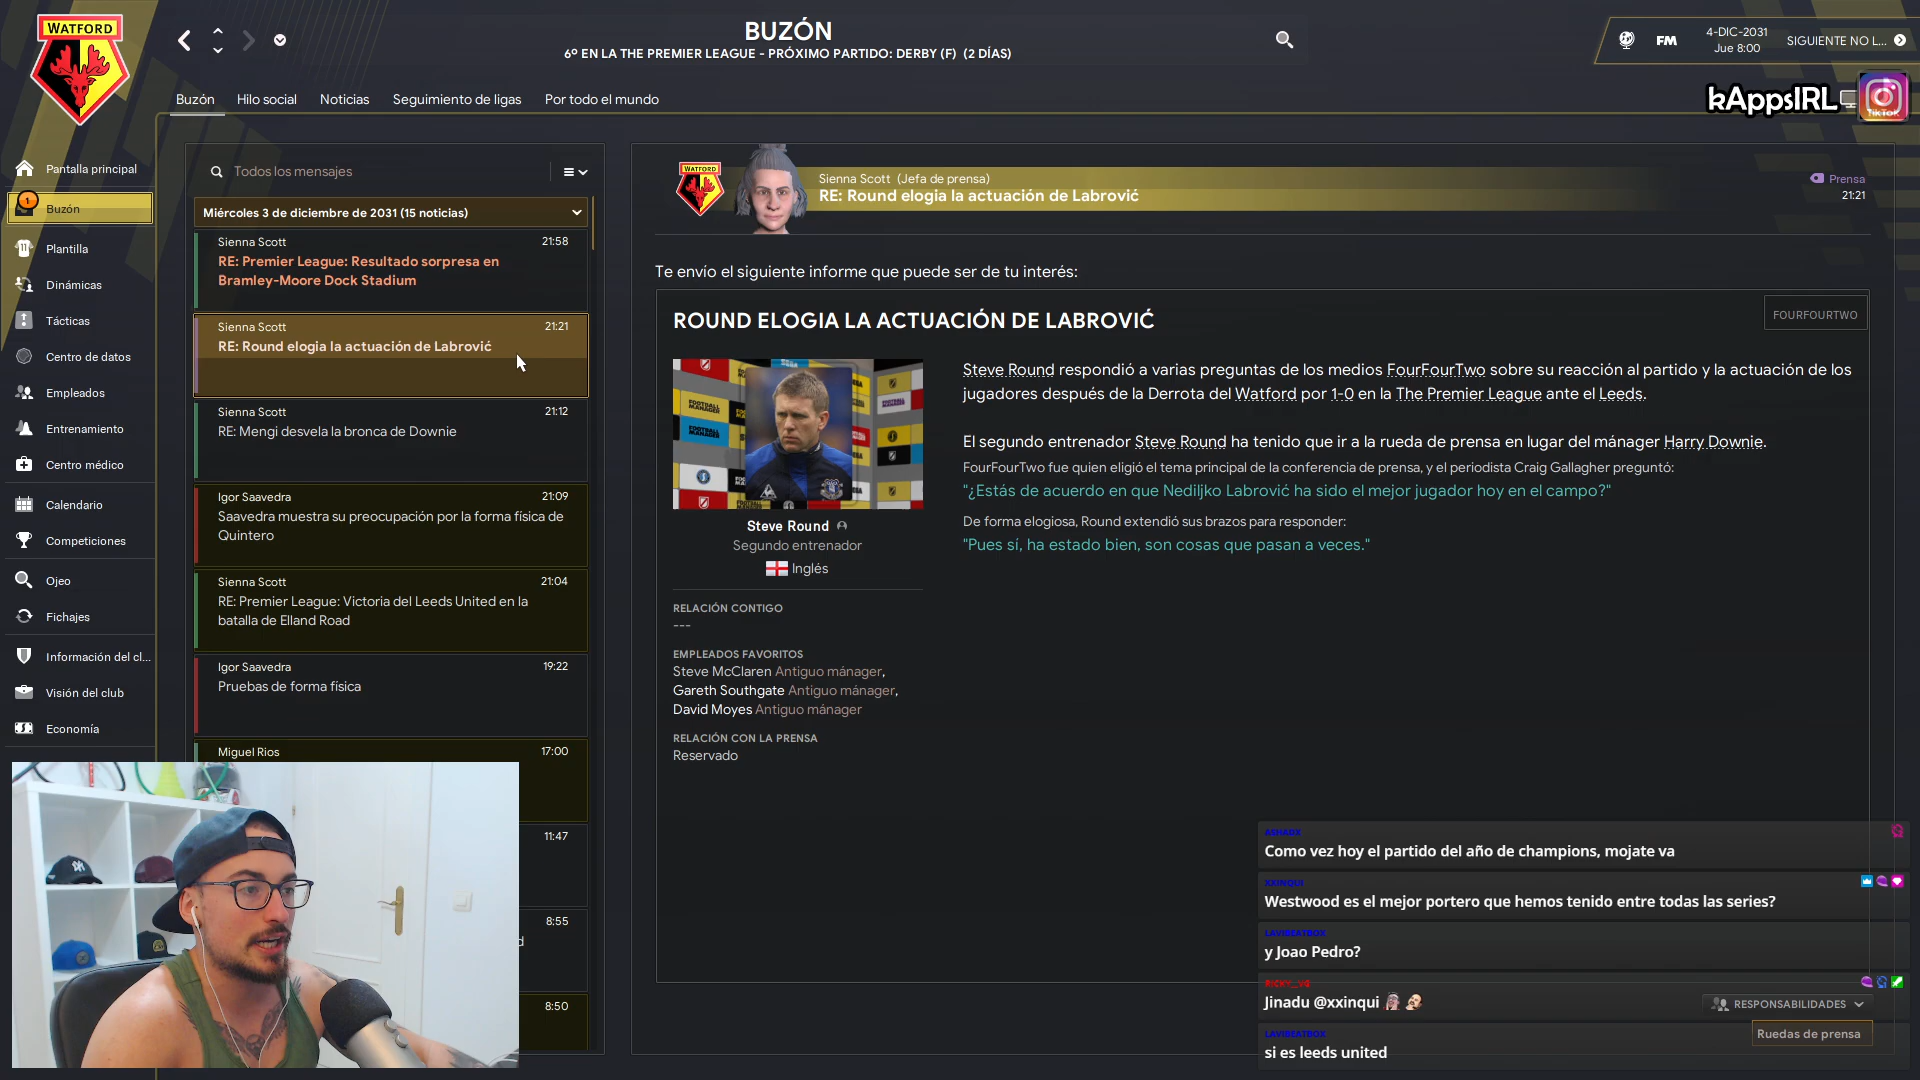 WATFORD
BUZÓN
6º EN LA THE PREMIER LEAGUE - PRÓXIMO PARTIDO: DERBY (F) (2 DÍAS)
FM
4-DIC-2031
Jue 8:00
SIGUIENTE NO L...
kAppsIRL
TikTok
Buzón
Hilo social
Noticias
Seguimiento de ligas
Por todo el mundo
Pantalla principal
1
Buzón
Plantilla
Dinámicas
Tácticas
Centro de datos
Empleados
Entrenamiento
Centro médico
Calendario
Competiciones
Ojeo
Fichajes
Información del cl...
Visión del club
Economía
Todos los mensajes
Miércoles 3 de diciembre de 2031 (15 noticias)
Sienna Scott
21:58
RE: Premier League: Resultado sorpresa en
Bramley-Moore Dock Stadium
Sienna Scott
21:21
RE: Round elogia la actuación de Labrović
Sienna Scott
21:12
RE: Mengi desvela la bronca de Downie
Igor Saavedra
21:09
Saavedra muestra su preocupación por la forma física de
Quintero
Sienna Scott
21:04
RE: Premier League: Victoria del Leeds United en la
batalla de Elland Road
Igor Saavedra
19:22
Pruebas de forma física
Miguel Rios
17:00
11:47
8:55
d
8:50
WATFORD
Sienna Scott (Jefa de prensa)
RE: Round elogia la actuación de Labrović
Prensa
21:21
Te envío el siguiente informe que puede ser de tu interés:
ROUND ELOGIA LA ACTUACIÓN DE LABROVIĆ
FOURFOURTWO
Steve Round
Segundo entrenador
Inglés
RELACIÓN CONTIGO
---
EMPLEADOS FAVORITOS
Steve McClaren Antiguo mánager,
Gareth Southgate Antiguo mánager,
David Moyes Antiguo mánager
RELACIÓN CON LA PRENSA
Reservado
Steve Round respondió a varias preguntas de los medios FourFourTwo sobre su reacción al partido y la actuación de los
jugadores después de la Derrota del Watford por 1-0 en la The Premier League ante el Leeds.
El segundo entrenador Steve Round ha tenido que ir a la rueda de prensa en lugar del mánager Harry Downie.
FourFourTwo fue quien eligió el tema principal de la conferencia de prensa, y el periodista Craig Gallagher preguntó:
"¿Estás de acuerdo en que Nediljko Labrović ha sido el mejor jugador hoy en el campo?"
De forma elogiosa, Round extendió sus brazos para responder:
"Pues sí, ha estado bien, son cosas que pasan a veces."
Como vez hoy el partido del año de champions, mojate va
XXINQUI
Westwood es el mejor portero que hemos tenido entre todas las series?
LAVIBEATBOX
y Joao Pedro?
Jinadu @xxinqui
RESPONSABILIDADES
Ruedas de prensa
LAVIBEATBOX
si es leeds united